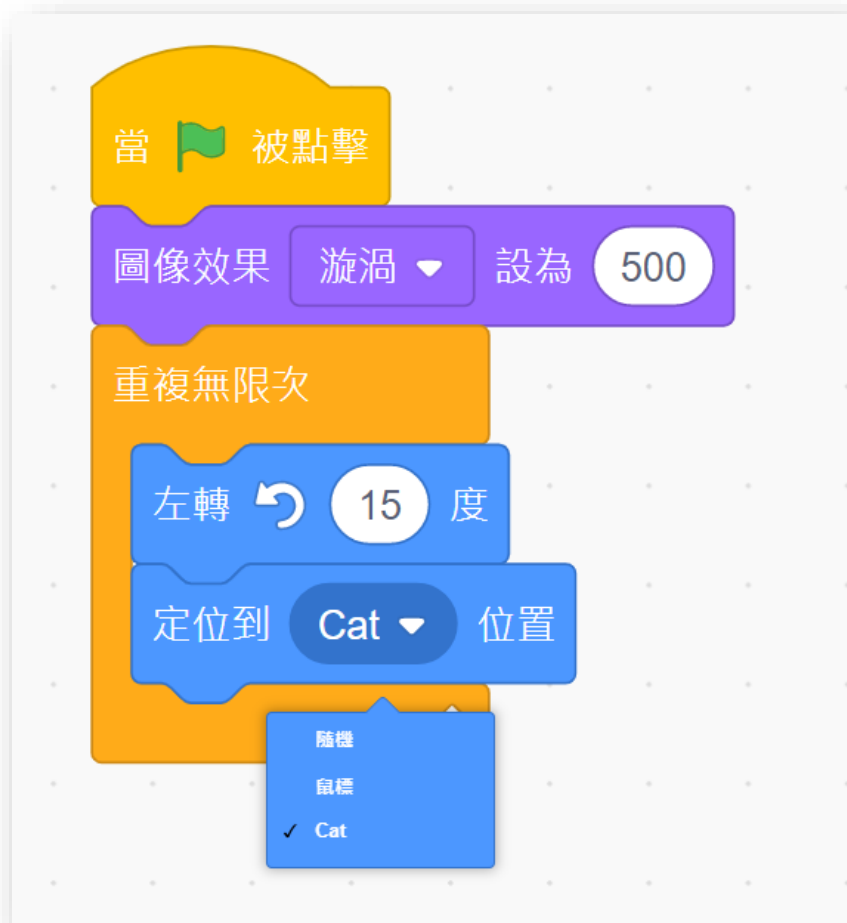 當 被點擊
圖像效果 漩渦 設為 500
重複無限次
左轉 15 度
定位到 Cat 位置
隨機
鼠標
✓ Cat